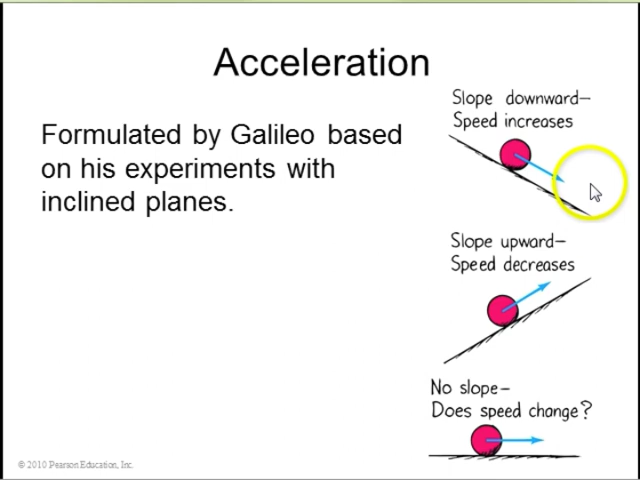 Acceleration
Formulated by Galileo based
on his experiments with
inclined planes.
Slope downward—
Speed increases
Slope upward—
Speed decreases
No slope—
Does speed change?
© 2010 Pearson Education, Inc.